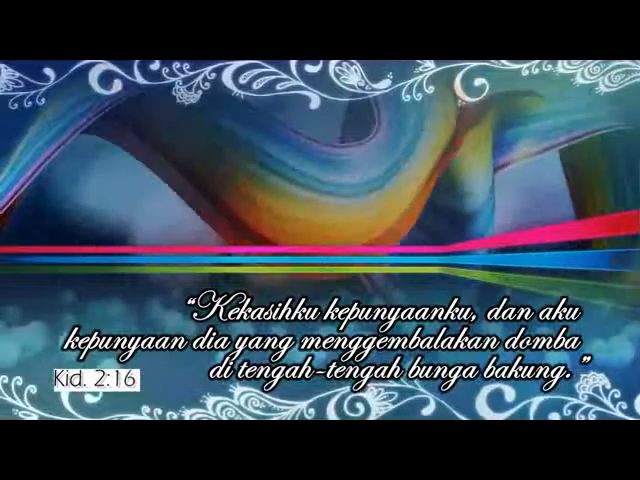 “Kekasihku kepunyaanku, dan aku
kepunyaan dia yang menggembalakan domba
di tengah-tengah bunga bakung.”
Kid. 2:16